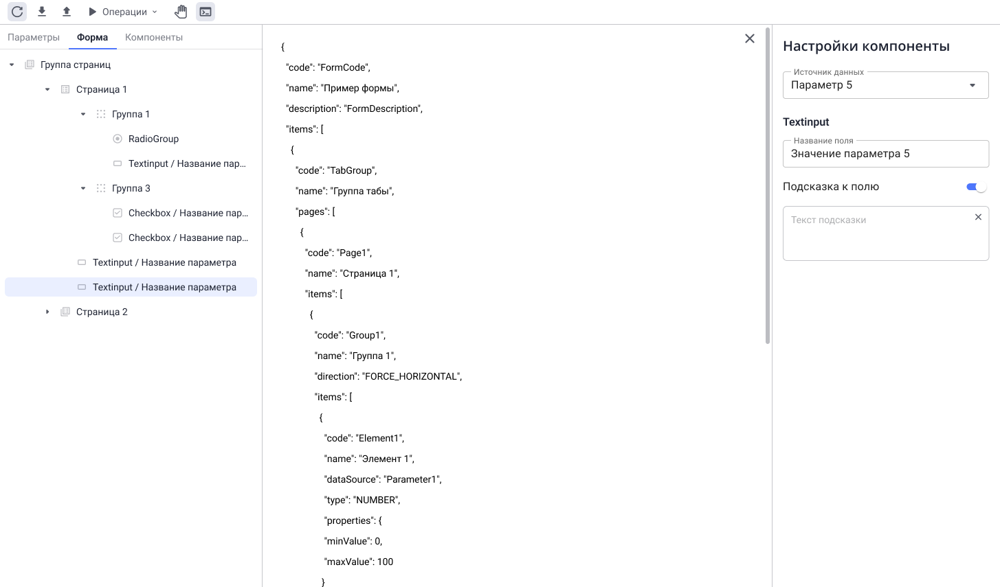 Операции
Параметры
Форма
Компоненты
Группа страниц
Страница 1
Группа 1
RadioGroup
Textinput / Название пар...
Группа 3
Checkbox / Название пар...
Checkbox / Название пар...
Textinput / Название параметра
Textinput / Название параметра
Страница 2
{
"code": "FormCode",
"name": "Пример формы",
"description": "FormDescription",
"items": [
{
"code": "TabGroup",
"name": "Группа табы",
"pages": [
{
"code": "Page1",
"name": "Страница 1",
"items": [
{
"code": "Group1",
"name": "Группа 1",
"direction": "FORCE_HORIZONTAL",
"items": [
{
"code": "Element1",
"name": "Элемент 1",
"dataSource": "Parameter1",
"type": "NUMBER",
"properties": {
"minValue": 0,
"maxValue": 100
}
Настройки компоненты
Источник данных
Параметр 5
Textinput
Название поля
Значение параметра 5
Подсказка к полю
Текст подсказки